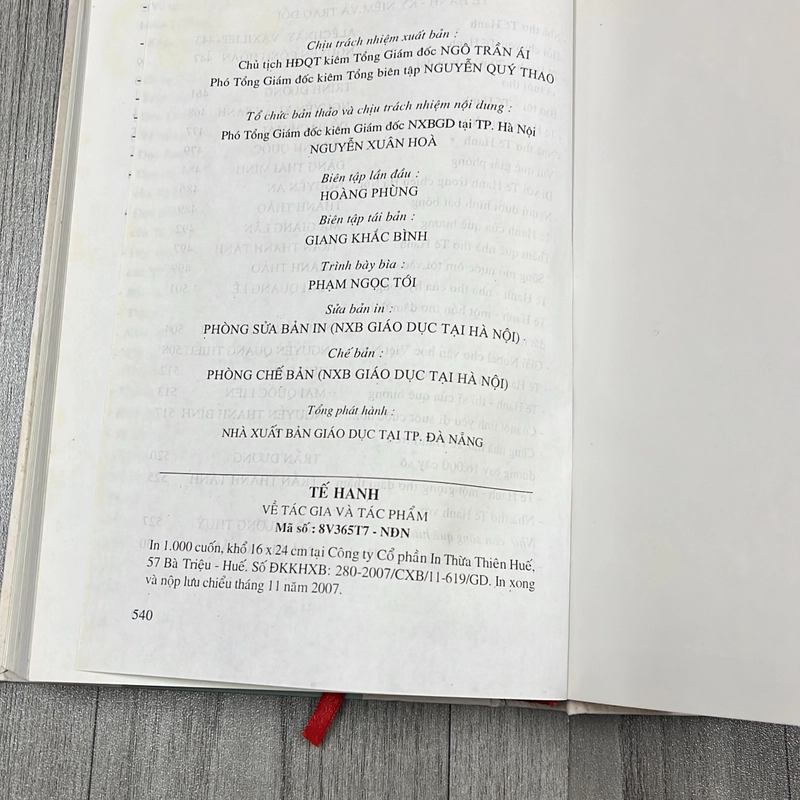 Chịu trách nhiệm xuất bản :
Chủ tịch HĐQT kiêm Tổng Giám đốc NGÔ TRẦN ÁI
Phó Tổng Giám đốc kiêm Tổng biên tập NGUYỄN QUÝ THAO
Tổ chức bản thảo và chịu trách nhiệm nội dung :
Phó Tổng Giám đốc kiêm Giám đốc NXBGD tại TP. Hà Nội
NGUYỄN XUÂN HOÀ
Biên tập lần đầu :
HOÀNG PHÙNG
Biên tập tái bản :
GIANG KHẮC BÌNH
Trình bày bìa :
PHẠM NGỌC TỚI
Sửa bản in :
PHÒNG SỬA BẢN IN (NXB GIÁO DỤC TẠI HÀ NỘI)
Chế bản :
PHÒNG CHẾ BẢN (NXB GIÁO DỤC TẠI HÀ NỘI)
Tổng phát hành :
NHÀ XUẤT BẢN GIÁO DỤC TẠI TP. ĐÀ NẴNG
TẾ HANH
VỀ TÁC GIA VÀ TÁC PHẨM
Mã số : 8V365T7 - NĐN
In 1.000 cuốn, khổ 16 x 24 cm tại Công ty Cổ phần In Thừa Thiên Huế,
57 Bà Triệu - Huế. Số ĐKKHXB: 280-2007/CXB/11-619/GD. In xong
và nộp lưu chiểu tháng 11 năm 2007.
540